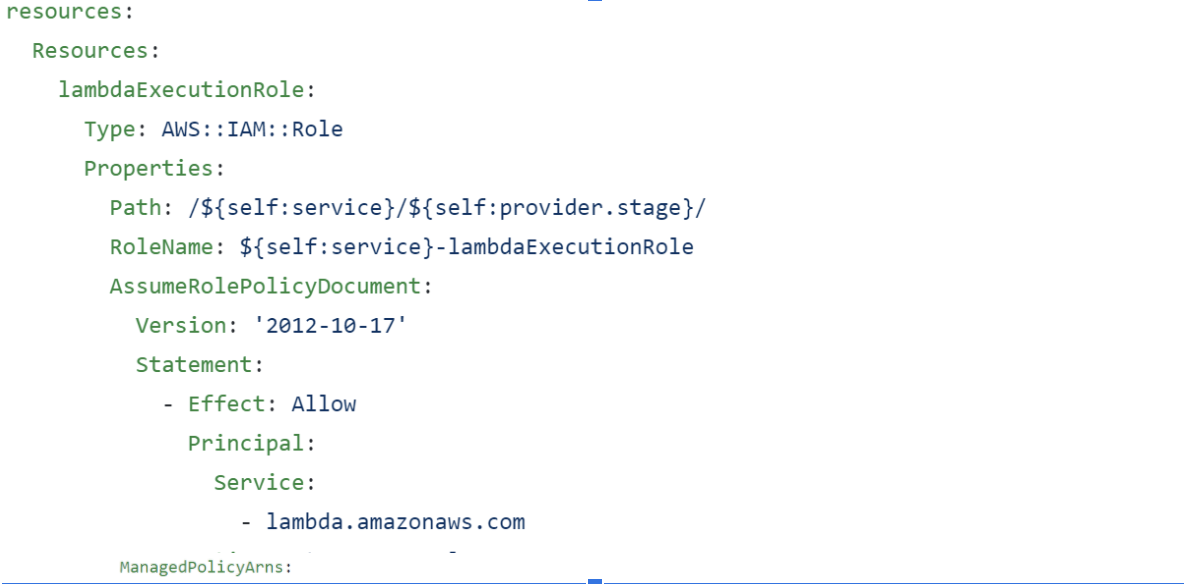 resources:
Resources:
lambdaExecutionRole:
Type: AWS::IAM::Role
Properties:
Path: /${self:service}/${self:provider.stage}/
RoleName: ${self:service}-lambdaExecutionRole
AssumeRolePolicyDocument:
Version: '2012-10-17'
Statement:
- Effect: Allow
Principal:
Service:
- lambda.amazonaws.com
ManagedPolicyArns: